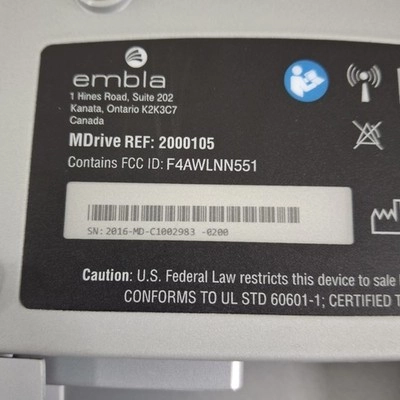 embla
1 Hines Road, Suite 202
Kanata, Ontario K2K3C7
Canada
MDrive REF: 2000105
Contains FCC ID: F4AWLNN551
SN: 2016-MD-C1002983 -0200
Caution: U.S. Federal Law restricts this device to sale
CONFORMS TO UL STD 60601-1; CERTIFIED T